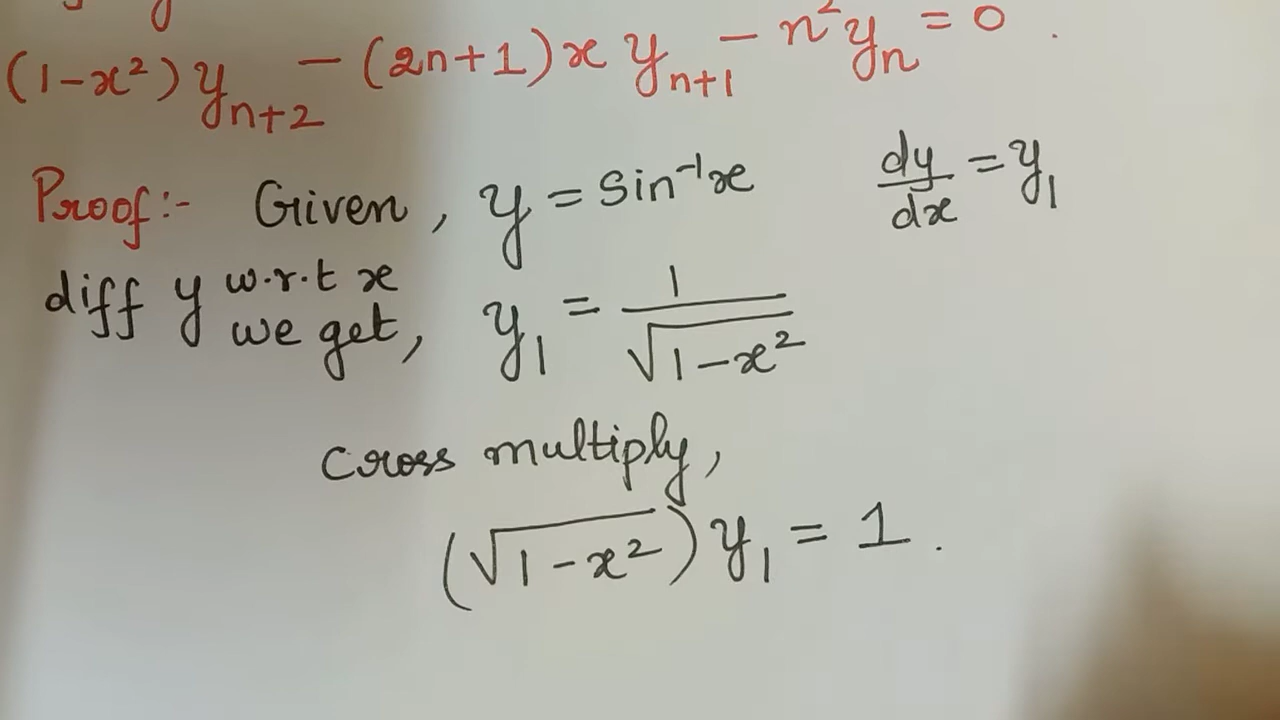 (1-x²) yₙ₊₂ - (2n+1) x yₙ₊₁ - n² yₙ = 0 .
Proof:- Given, y = Sin⁻¹x dy/dx = y₁
diff y w.r.t x
we get, y₁ = 1/√(1-x²)
cross multiply,
(√(1-x²)) y₁ = 1 .